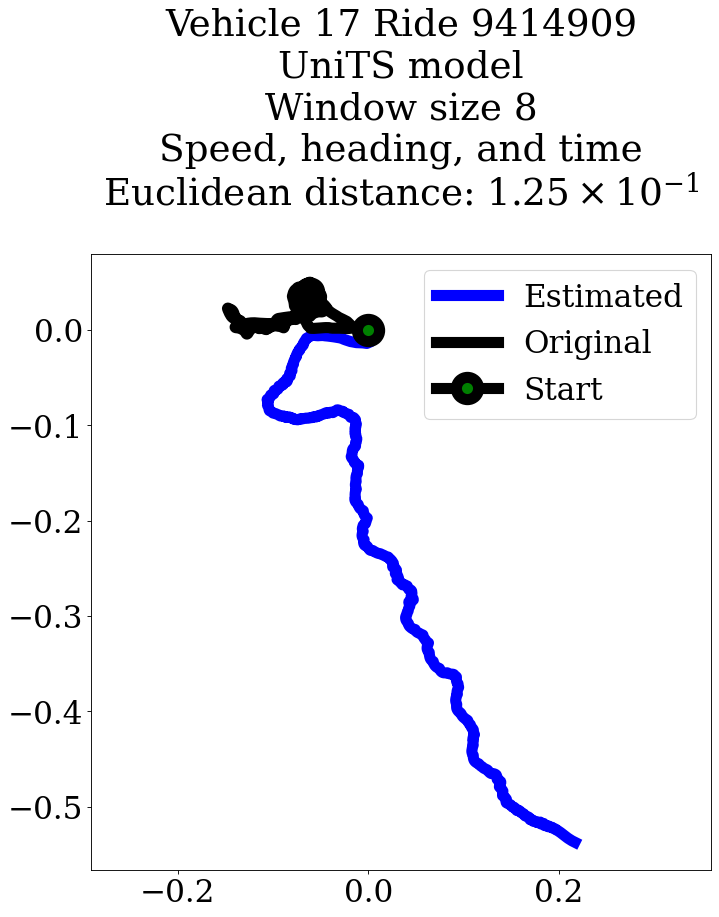 Vehicle 17 Ride 9414909
UniTS model
Window size 8
Speed, heading, and time
Euclidean distance: 1.25 × 10⁻¹
Estimated
Original
Start
0.0
−0.1
−0.2
−0.3
−0.4
−0.5
−0.2 0.0 0.2